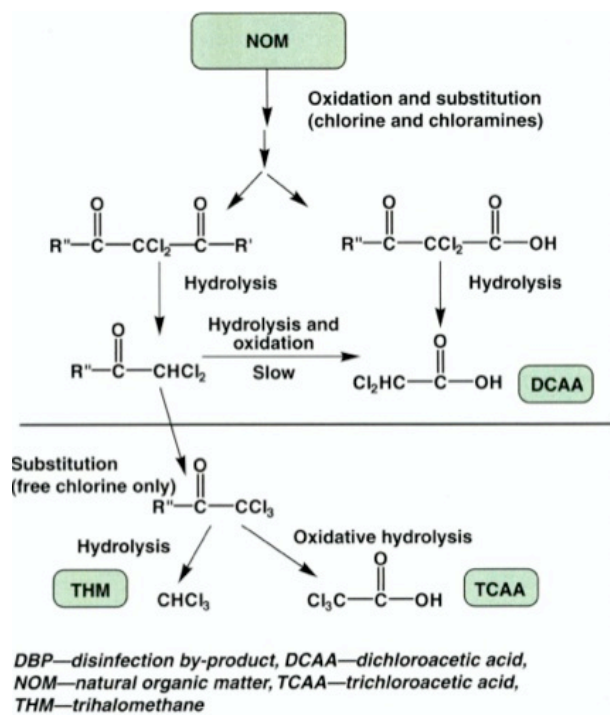 NOM
Oxidation and substitution
(chlorine and chloramines)
O O
R"—C—CCl₂—C—R'
O O
R"—C—CCl₂—C—OH
Hydrolysis
Hydrolysis
Hydrolysis and
oxidation
Slow
O
R"—C—CHCl₂
O
Cl₂HC—C—OH
DCAA
Substitution
(free chlorine only)
O
R"—C—CCl₃
Hydrolysis
Oxidative hydrolysis
THM
CHCl₃
O
Cl₃C—C—OH
TCAA
DBP—disinfection by-product, DCAA—dichloroacetic acid,
NOM—natural organic matter, TCAA—trichloroacetic acid,
THM—trihalomethane